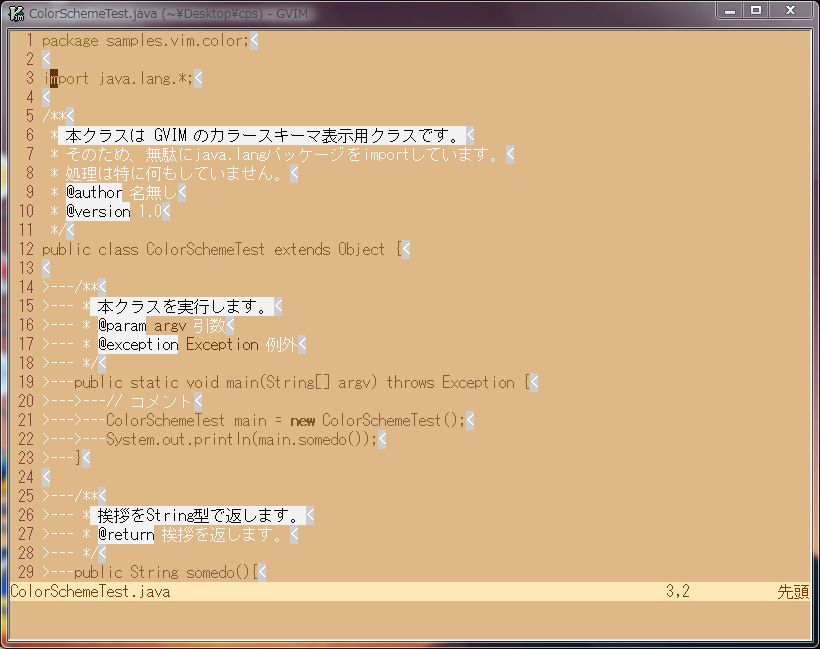 ColorSchemeTest.java (~¥Desktop¥cps) - GVIM
1 package samples.vim.color;<
2 <
3 import java.lang.*;<
4 <
5 /**<
6  * 本クラスは GVIM のカラースキーマ表示用クラスです。<
7  * そのため、無駄にjava.langパッケージをimportしています。<
8  * 処理は特に何もしていません。<
9  * @author 名無し<
10  * @version 1.0<
11  */<
12 public class ColorSchemeTest extends Object {<
13 <
14 >---/**<
15 >--- * 本クラスを実行します。<
16 >--- * @param argv 引数<
17 >--- * @exception Exception 例外<
18 >--- */<
19 >---public static void main(String[] argv) throws Exception {<
20 >--->---// コメント<
21 >--->---ColorSchemeTest main = new ColorSchemeTest();<
22 >--->---System.out.println(main.somedo());<
23 >---}<
24 <
25 >---/**<
26 >--- * 挨拶をString型で返します。<
27 >--- * @return 挨拶を返します。<
28 >--- */<
29 >---public String somedo(){<
ColorSchemeTest.java 3,2 先頭